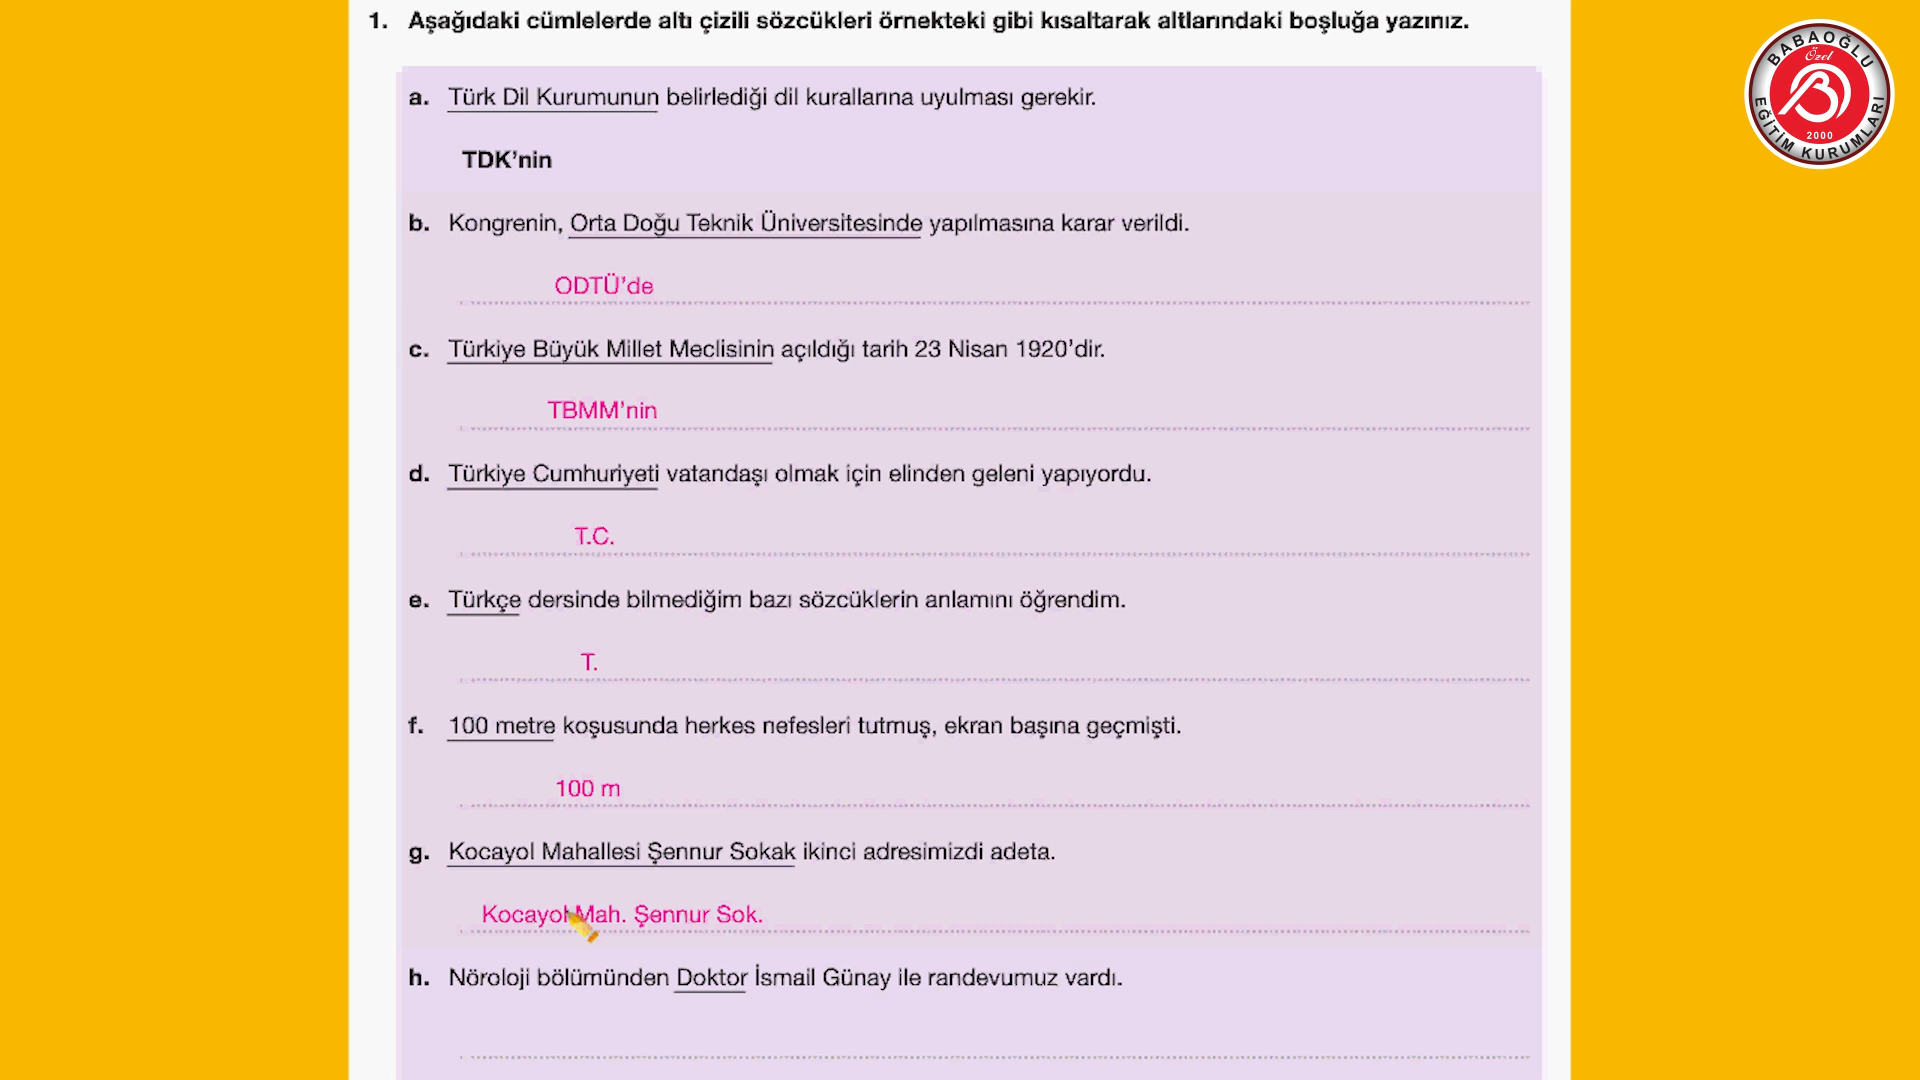 1. Aşağıdaki cümlelerde altı çizili sözcükleri örnekteki gibi kısaltarak altlarındaki boşluğa yazınız.
a. Türk Dil Kurumunun belirlediği dil kurallarına uyulması gerekir.
TDK’nin
b. Kongrenin, Orta Doğu Teknik Üniversitesinde yapılmasına karar verildi.
ODTÜ’de
c. Türkiye Büyük Millet Meclisinin açıldığı tarih 23 Nisan 1920’dir.
TBMM’nin
d. Türkiye Cumhuriyeti vatandaşı olmak için elinden geleni yapıyordu.
T.C.
e. Türkçe dersinde bilmediğim bazı sözcüklerin anlamını öğrendim.
T.
f. 100 metre koşusunda herkes nefesleri tutmuş, ekran başına geçmişti.
100 m
g. Kocayol Mahallesi Şennur Sokak ikinci adresimizdi adeta.
Kocayol Mah. Şennur Sok.
h. Nöroloji bölümünden Doktor İsmail Günay ile randevumuz vardı.
BABAOĞLU
Özel
B
2000
EĞİTİM KURUMLARI